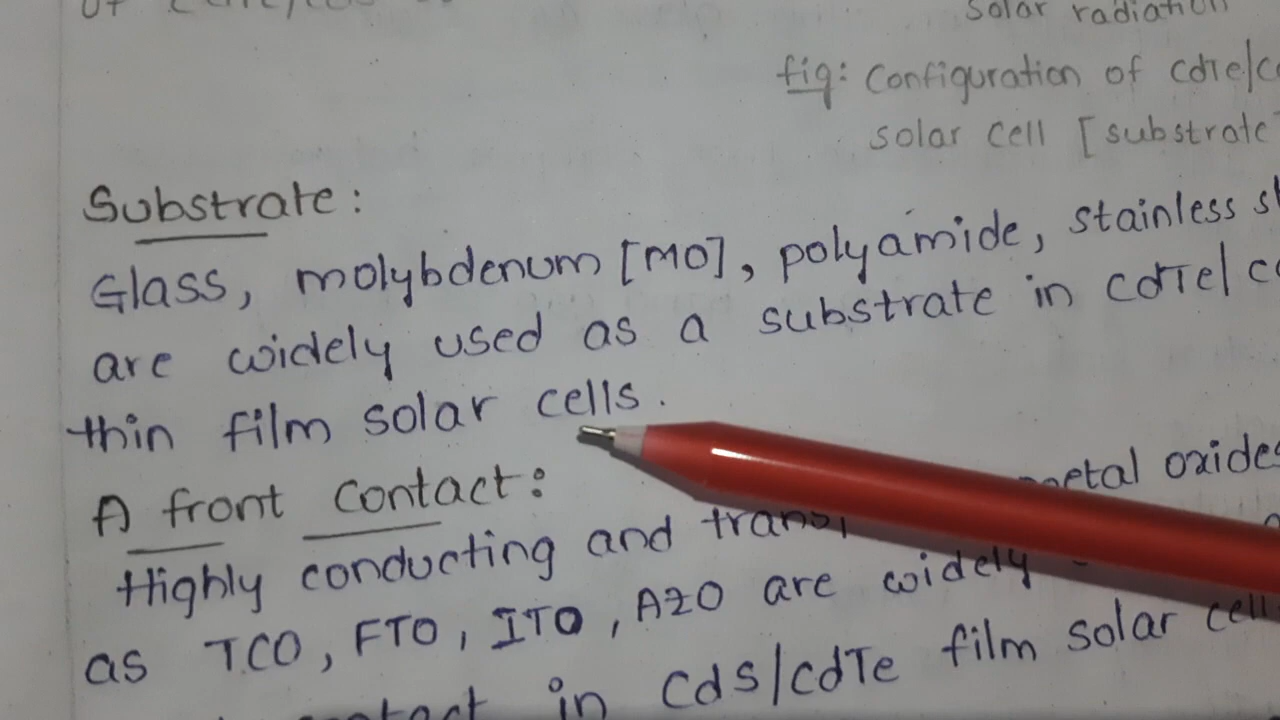 solar radiation
fig: Configuration of CdTe/
solar cell [substrate
Substrate:
Glass, molybdenum [MO], polyamide, stainless
are widely used as a substrate in CdTe/
thin film solar cells.
A front contact:
Highly conducting and metal oxides
as TCO, FTO, ITO, AZO are widely
contact in CdS/CdTe film solar cell